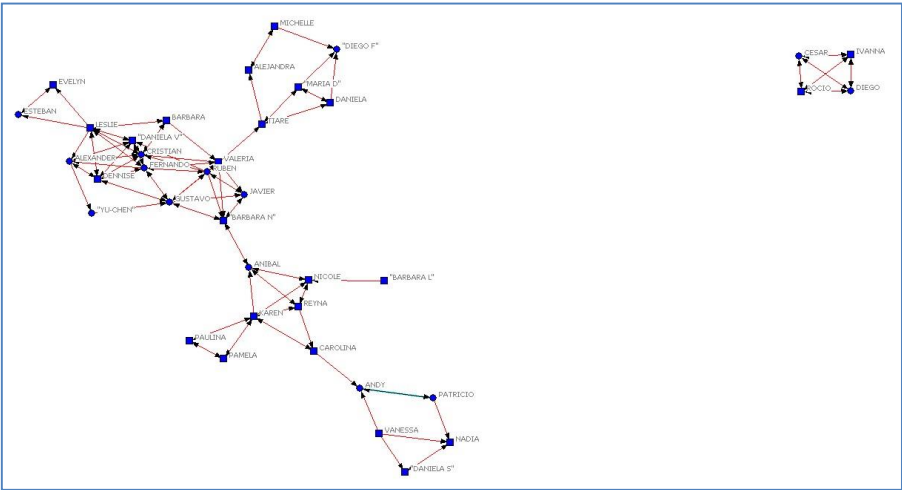 MICHELLE
"DIEGO F"
CESAR
IVANNA
ALEJANDRA
EVELYN
"MARIA D"
ROCIO
DIEGO
DANIELA
ESTEBAN
LESLIE
BARBARA
ITIARE
"DANIELA V"
CRISTIAN
ALEXANDER
FERNANDO
VALERIA
RUBEN
DENNISE
JAVIER
GUSTAVO
"YU-CHEN"
"BARBARA N"
ANIBAL
NICOLE
"BARBARA L"
REYNA
KAREN
PAULINA
PAMELA
CAROLINA
ANDY
PATRICIO
VANESSA
NADIA
"DANIELA S"